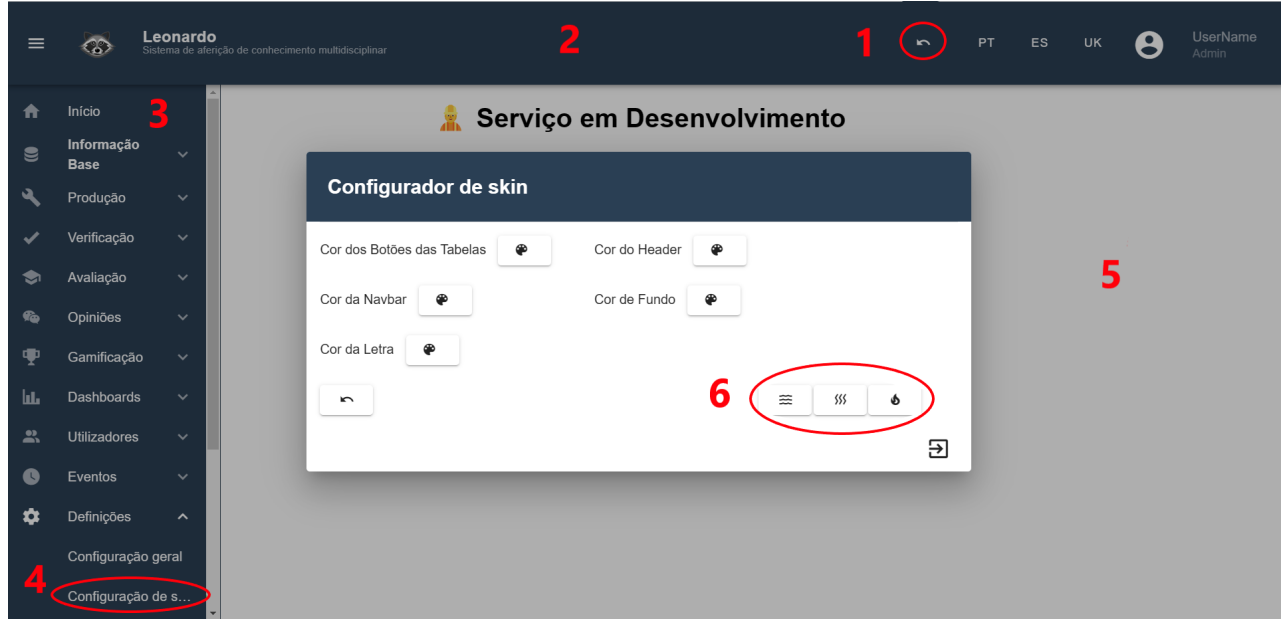 Leonardo
Sistema de aferição de conhecimento multidisciplinar
2
1
PT
ES
UK
UserName
Admin
Início
3
Informação
Base
Produção
Verificação
Avaliação
Opiniões
Gamificação
Dashboards
Utilizadores
Eventos
Definições
Configuração geral
4
Configuração de s...
Serviço em Desenvolvimento
Configurador de skin
Cor dos Botões das Tabelas
Cor do Header
Cor da Navbar
Cor de Fundo
Cor da Letra
6
5